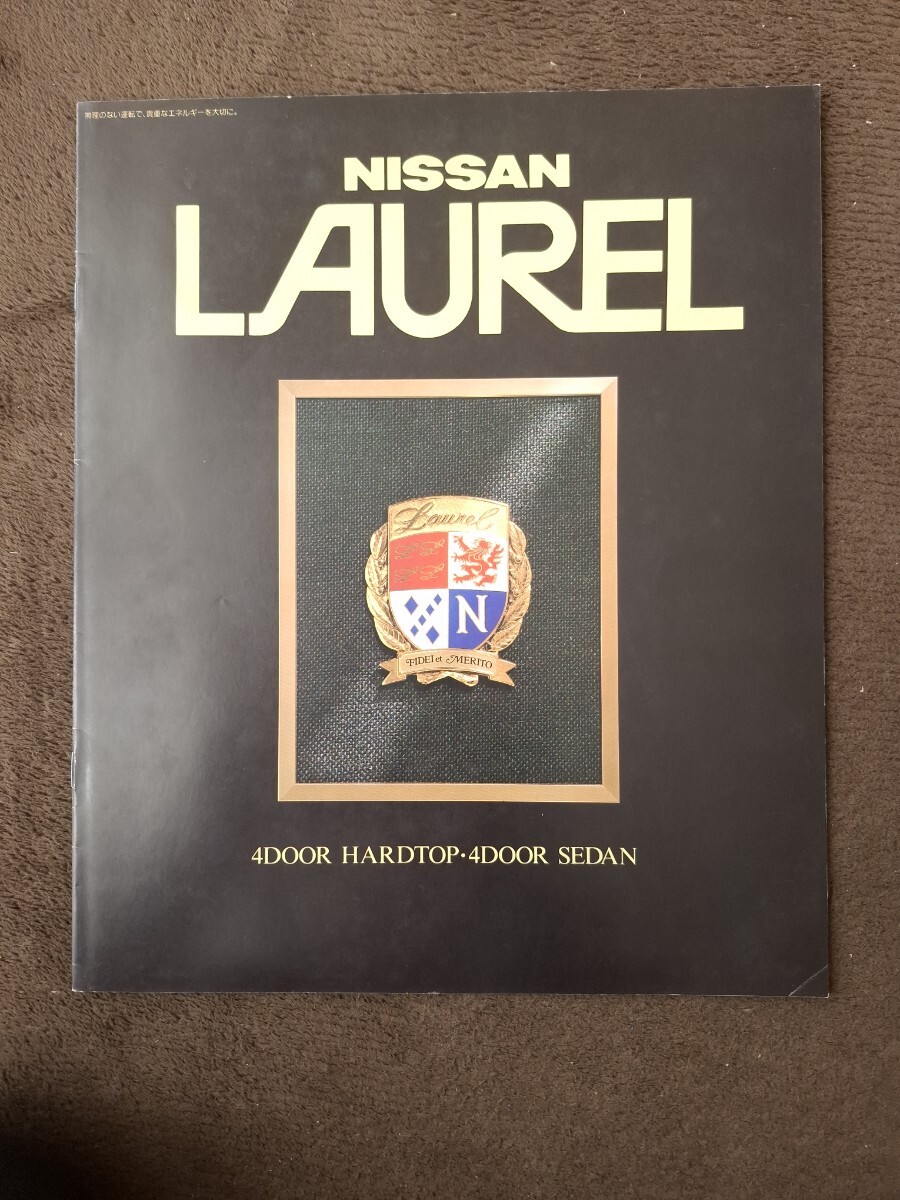 無理のない運転で、貴重なエネルギーを大切に。
NISSAN
LAUREL
Laurel
N
FIDEI et MERITO
4DOOR HARDTOP・4DOOR SEDAN